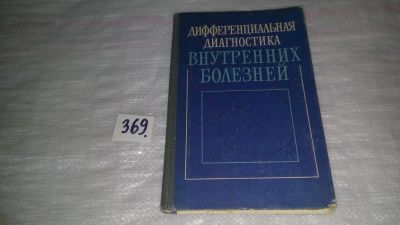 ДИФФЕРЕНЦИАЛЬНАЯ
ДИАГНОСТИКА
ВНУТРЕННИХ
БОЛЕЗНЕЙ
369.